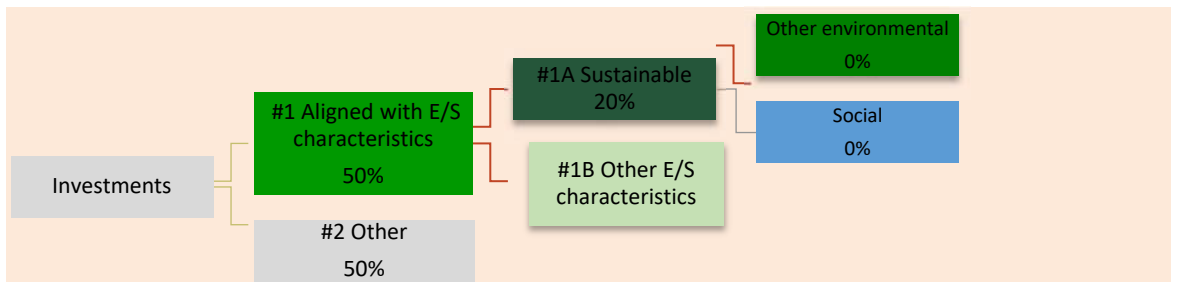 Investments
#1 Aligned with E/S
characteristics
50%
#2 Other
50%
#1A Sustainable
20%
#1B Other E/S
characteristics
Other environmental
0%
Social
0%